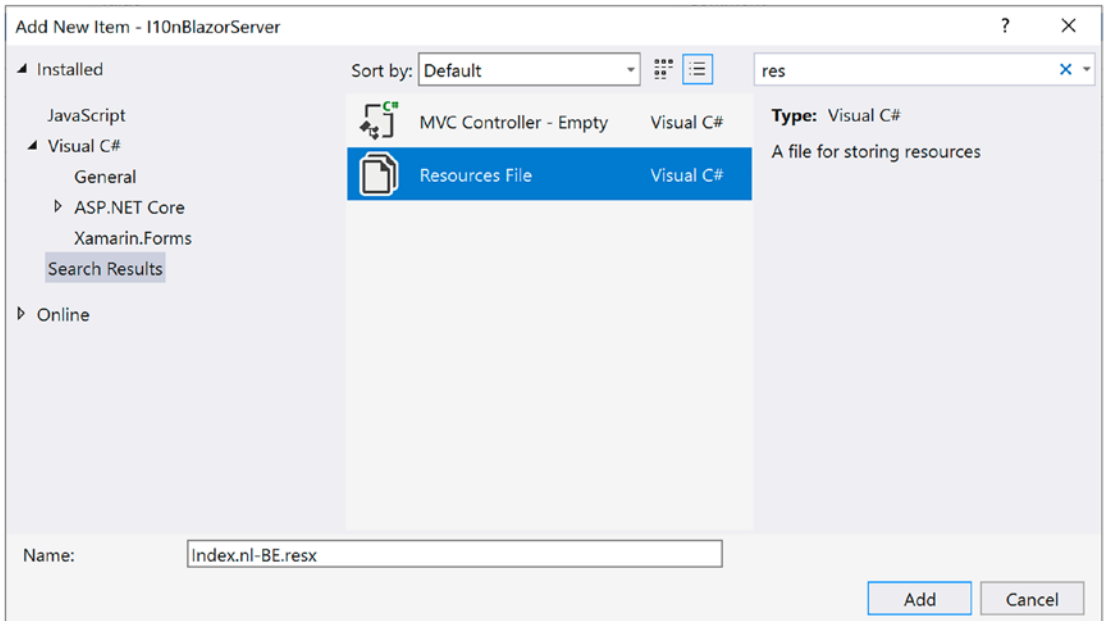 Add New Item - I10nBlazorServer ?
Installed
Sort by: Default
res
JavaScript
Visual C#
General
ASP.NET Core
Xamarin.Forms
Search Results
Online
C#
MVC Controller - Empty Visual C#
Resources File Visual C#
Type: Visual C#
A file for storing resources
Name: Index.nl-BE.resx
Add Cancel